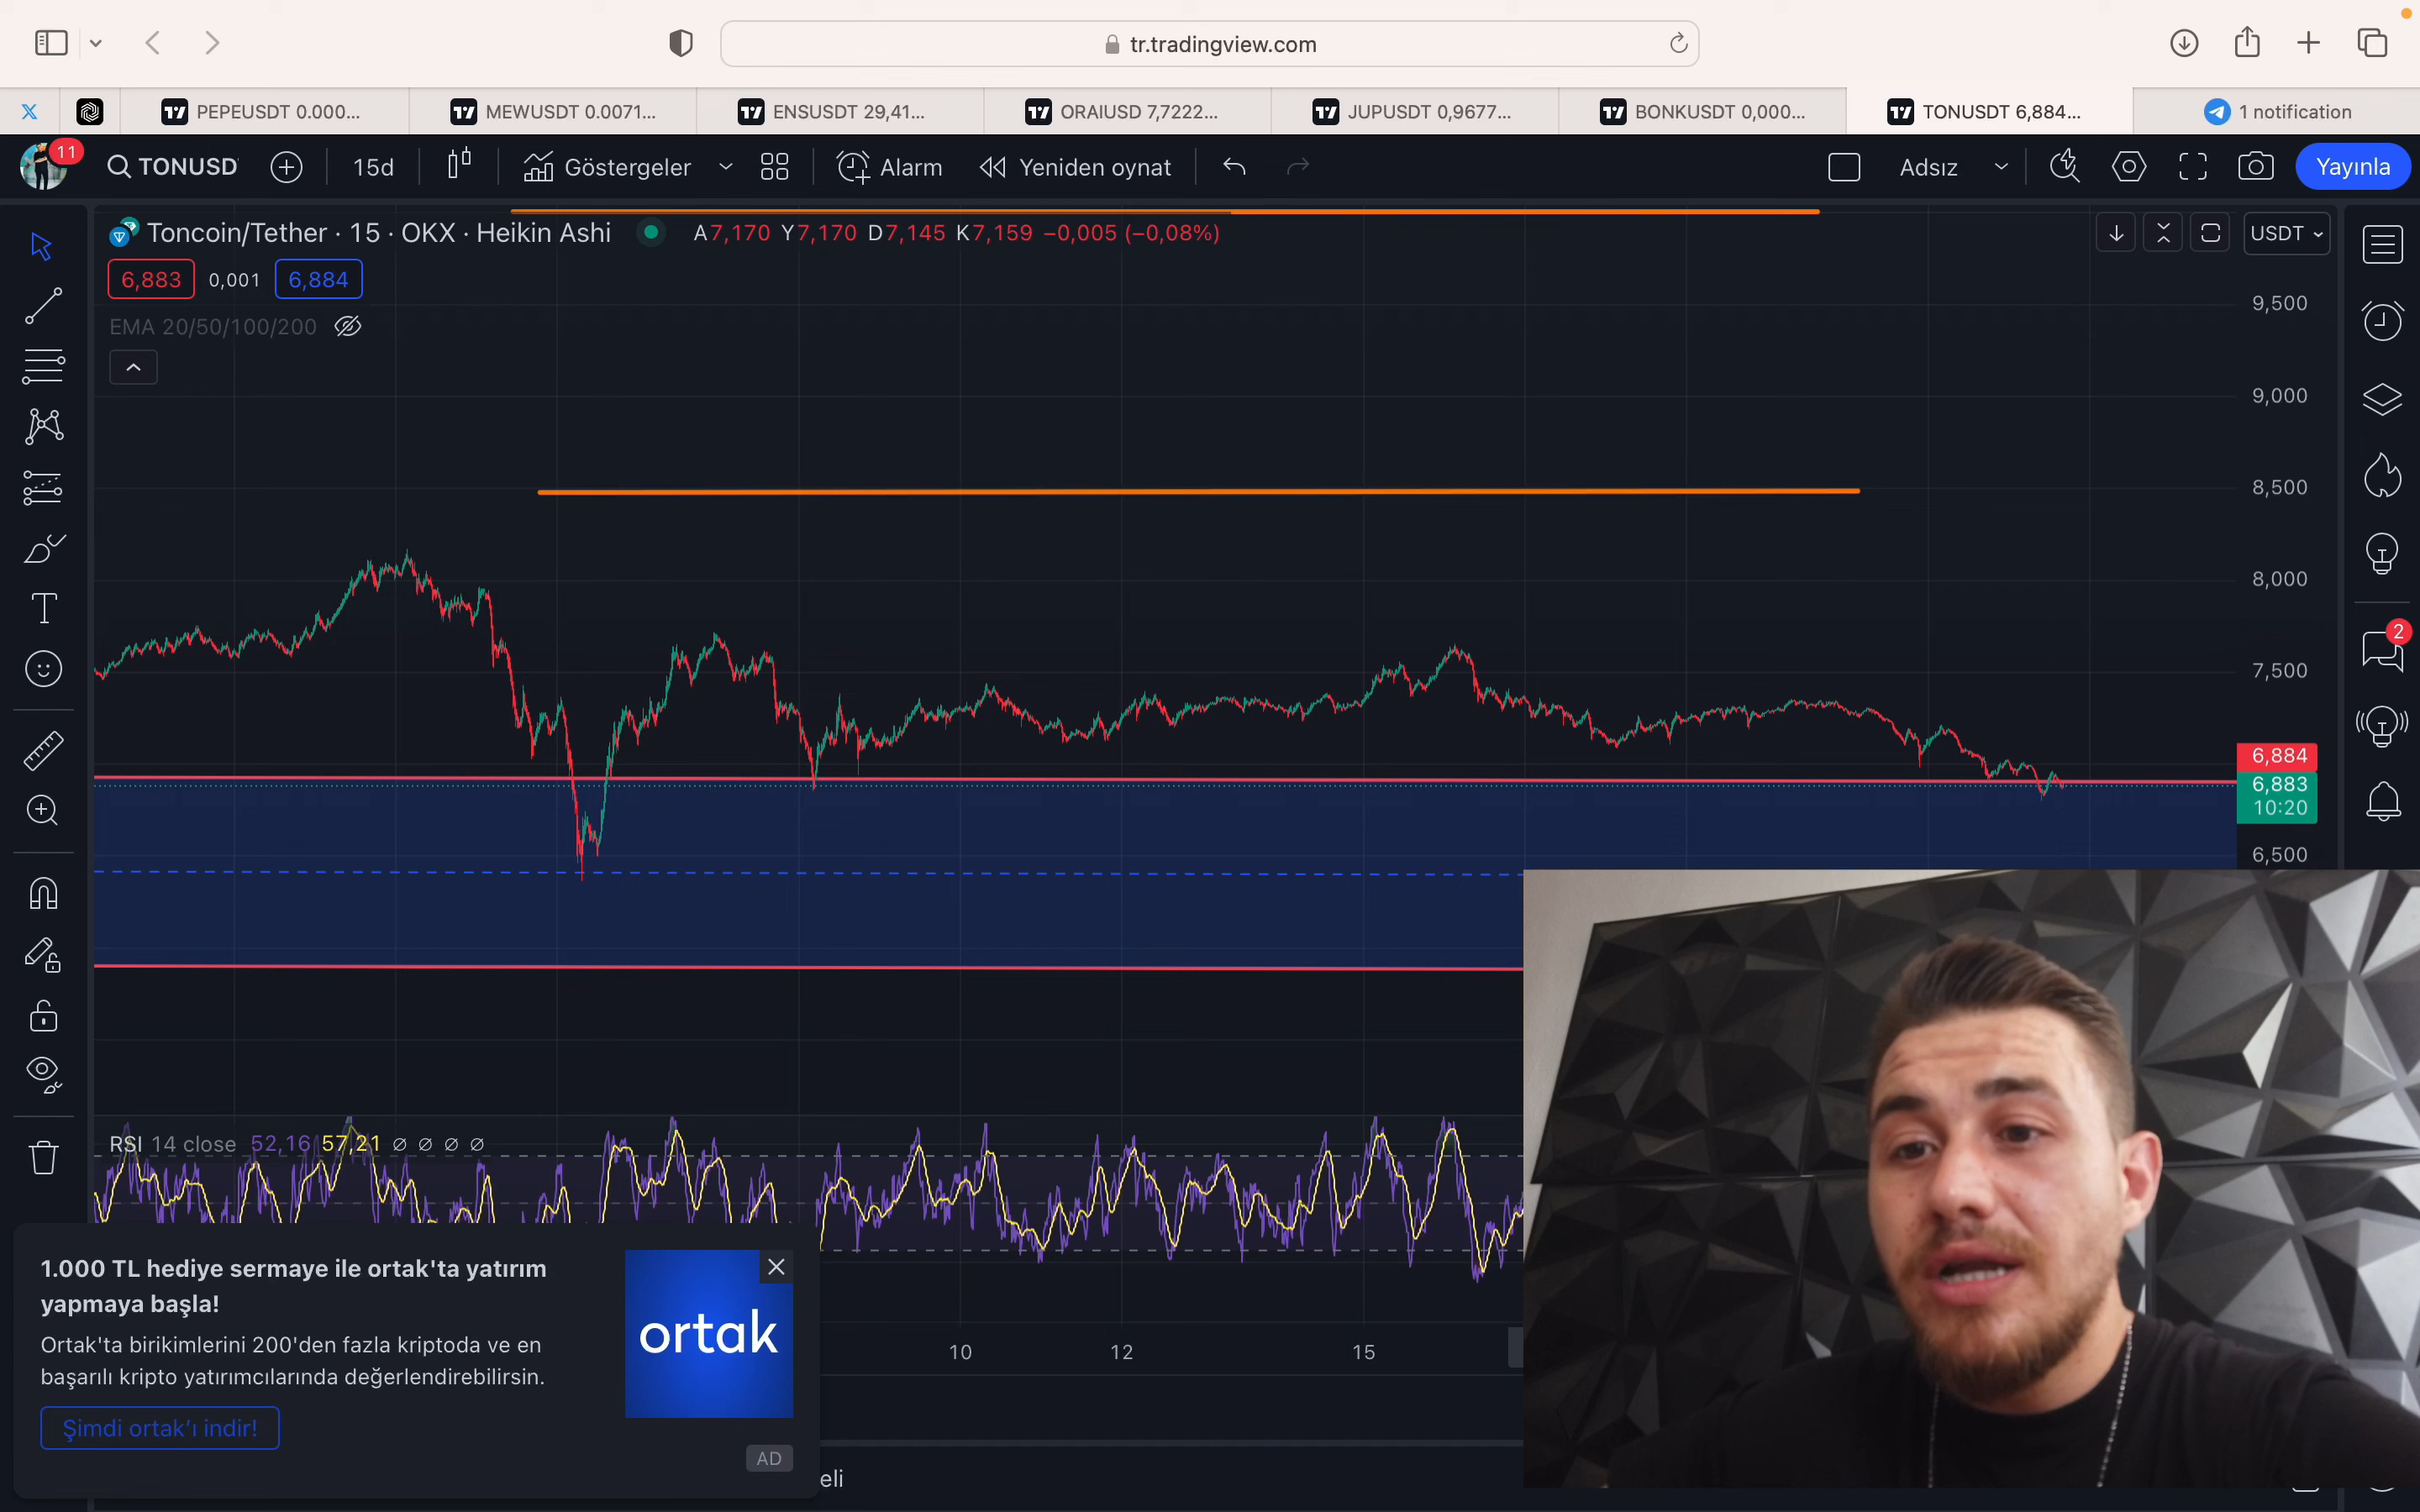 tr.tradingview.com
PEPEUSDT 0.000...
MEWUSDT 0.0071...
ENSUSDT 29,41...
ORAIUSD 7,7222...
JUPUSDT 0,9677...
BONKUSDT 0,000...
TONUSDT 6,884...
1 notification
11
TONUSD
15d
Göstergeler
Alarm
Yeniden oynat
Adsız
Yayınla
Toncoin/Tether · 15 · OKX · Heikin Ashi
A7,170 Y7,170 D7,145 K7,159 −0,005 (−0,08%)
USDT
6,883
0,001
6,884
EMA 20/50/100/200
9,500
9,000
8,500
8,000
7,500
2
6,884
6,883
10:20
6,500
RSI 14 close 52,16 57,21 ∅ ∅ ∅ ∅
1.000 TL hediye sermaye ile ortak'ta yatırım
yapmaya başla!
Ortak'ta birikimlerini 200'den fazla kriptoda ve en
başarılı kripto yatırımcılarında değerlendirebilirsin.
Şimdi ortak’ı indir!
ortak
AD
10
12
15
eli